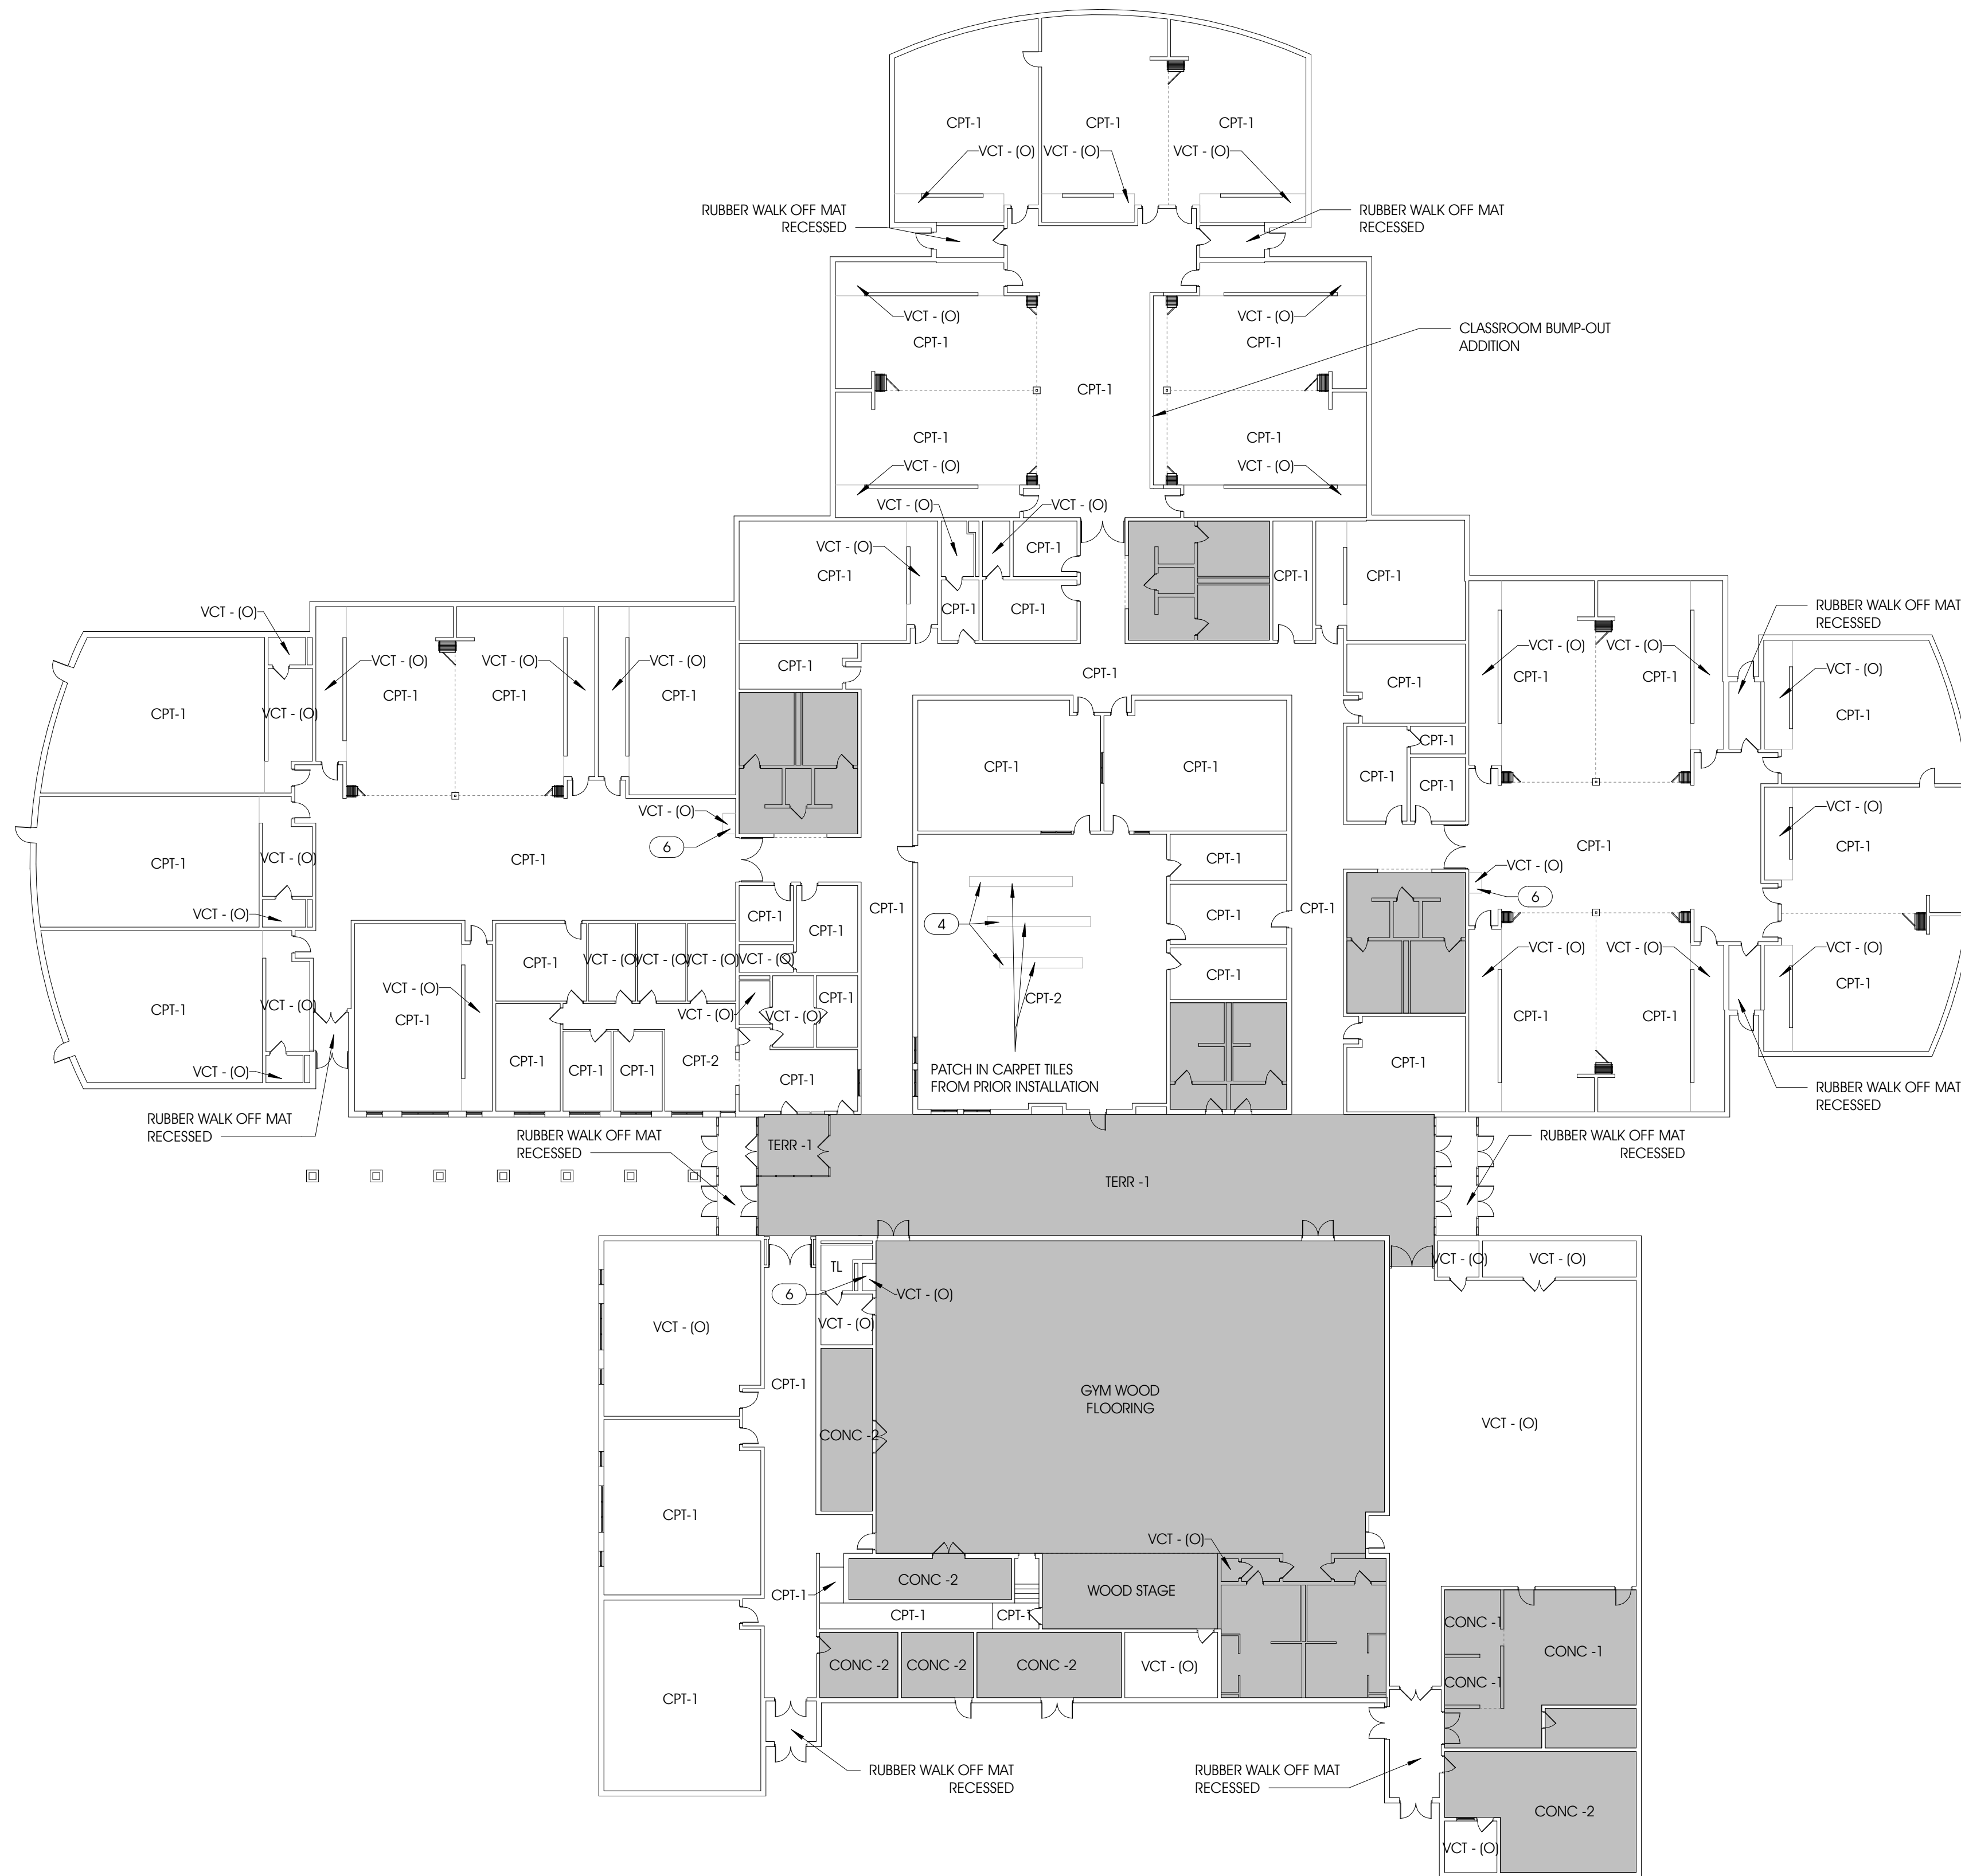 CPT-1
CPT-1
CPT-1
VCT - (O)
VCT - (O)
VCT - (O)
RUBBER WALK OFF MAT
RECESSED
RUBBER WALK OFF MAT
RECESSED
VCT - (O)
VCT - (O)
CPT-1
CPT-1
CLASSROOM BUMP-OUT
ADDITION
CPT-1
CPT-1
CPT-1
VCT - (O)
VCT - (O)
VCT - (O)
VCT - (O)
VCT - (O)
CPT-1
CPT-1
CPT-1
CPT-1
CPT-1
CPT-1
CPT-1
VCT - (O)
RUBBER WALK OFF MAT
RECESSED
VCT - (O)
VCT - (O)
VCT - (O)
CPT-1
CPT-1
VCT - (O)
VCT - (O)
VCT - (O)
CPT-1
CPT-1
CPT-1
CPT-1
CPT-1
CPT-1
CPT-1
CPT-1
VCT - (O)
CPT-1
CPT-1
CPT-1
CPT-1
CPT-1
CPT-1
VCT - (O)
VCT - (O)
6
CPT-1
CPT-1
CPT-1
CPT-1
CPT-1
VCT - (O)
VCT - (O)
6
VCT - (O)
CPT-1
CPT-1
CPT-1
CPT-1
CPT-1
4
VCT - (O)
CPT-1
VCT - (O)
VCT - (O)
VCT - (O)
VCT - (O)
CPT-1
VCT - (O)
VCT - (O)
VCT - (O)
CPT-1
VCT - (O)
VCT - (O)
CPT-1
VCT - (O)
CPT-1
VCT - (O)
CPT-1
CPT-2
CPT-1
CPT-1
CPT-1
CPT-1
CPT-1
CPT-1
CPT-1
CPT-2
CPT-1
VCT - (O)
PATCH IN CARPET TILES
FROM PRIOR INSTALLATION
RUBBER WALK OFF MAT
RECESSED
RUBBER WALK OFF MAT
RECESSED
RUBBER WALK OFF MAT
RECESSED
RUBBER WALK OFF MAT
RECESSED
TERR -1
TERR -1
TL
VCT - (O)
VCT - (O)
6
VCT - (O)
VCT - (O)
VCT - (O)
CPT-1
GYM WOOD
FLOORING
VCT - (O)
CONC -2
CPT-1
VCT - (O)
CONC -2
WOOD STAGE
CPT-1
CPT-1
CPT-1
CONC -1
CONC -1
CONC -2
CONC -2
CONC -2
VCT - (O)
CONC -1
CPT-1
RUBBER WALK OFF MAT
RECESSED
RUBBER WALK OFF MAT
RECESSED
CONC -2
VCT - (O)